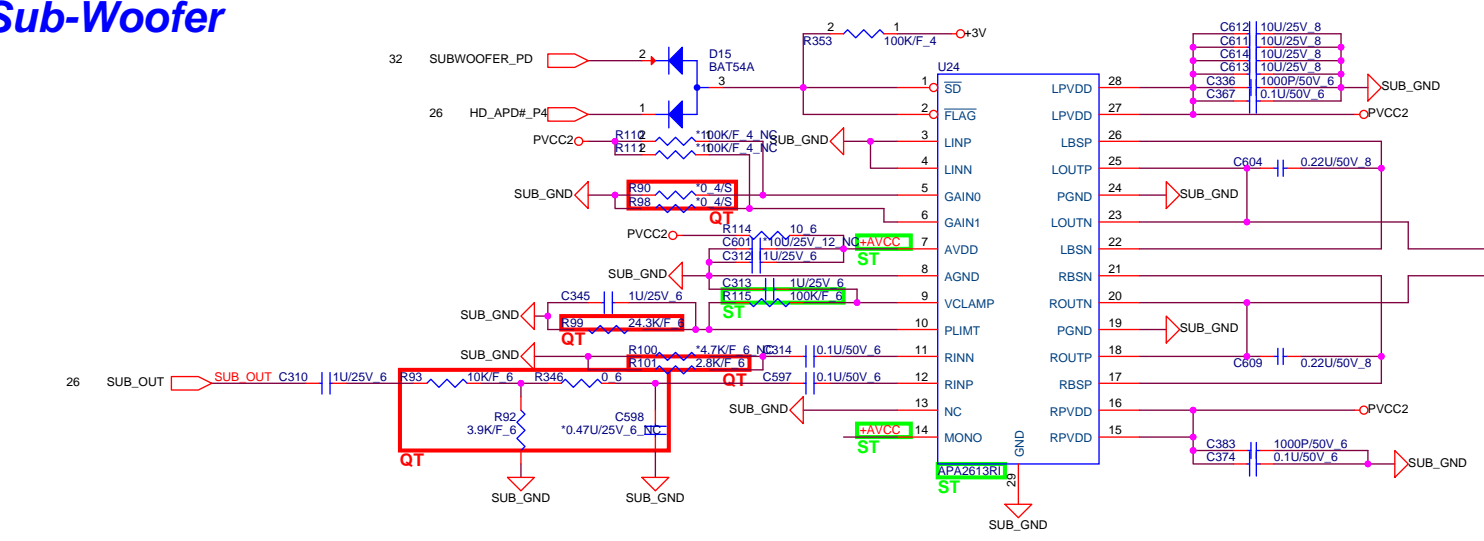 Sub-Woofer
32 SUBWOOFER_PD
2
D15
BAT54A
3
26 HD_APD#_P4
1
2
R353
1
100K/F_4
+3V
PVCC2
R110 2 *100K/F_4_NC 1
R111 2 *100K/F_4_NC 1
SUB_GND
SUB_GND
R90 *0_4/S
R98 *0_4/S
QT
PVCC2
R114 10_6
C601 *10U/25V_12_NC
C312 1U/25V_6
+AVCC
ST
SUB_GND
C313 1U/25V_6
R115 100K/F_6
ST
C345 1U/25V_6
SUB_GND
R99 24.3K/F_6
QT
SUB_GND
R100 *4.7K/F_6_NC
R101 2.8K/F_6
QT
C314 0.1U/50V_6
26 SUB_OUT
SUB_OUT
C310 1U/25V_6
R93 10K/F_6
R346 0_6
C597 0.1U/50V_6
R92
3.9K/F_6
C598
*0.47U/25V_6_NC
QT
SUB_GND
SUB_GND
SUB_GND
+AVCC
ST
U24
1 SD
2 FLAG
3 LINP
4 LINN
5 GAIN0
6 GAIN1
7 AVDD
8 AGND
9 VCLAMP
10 PLIMT
11 RINN
12 RINP
13 NC
14 MONO
LPVDD 28
LPVDD 27
LBSP 26
LOUTP 25
PGND 24
LOUTN 23
LBSN 22
RBSN 21
ROUTN 20
PGND 19
ROUTP 18
RBSP 17
RPVDD 16
RPVDD 15
GND
29
APA2613RI
ST
SUB_GND
C612 10U/25V_8
C611 10U/25V_8
C614 10U/25V_8
C613 10U/25V_8
C336 1000P/50V_6
C367 0.1U/50V_6
SUB_GND
PVCC2
C604 0.22U/50V_8
SUB_GND
SUB_GND
C609 0.22U/50V_8
PVCC2
C383 1000P/50V_6
C374 0.1U/50V_6
SUB_GND